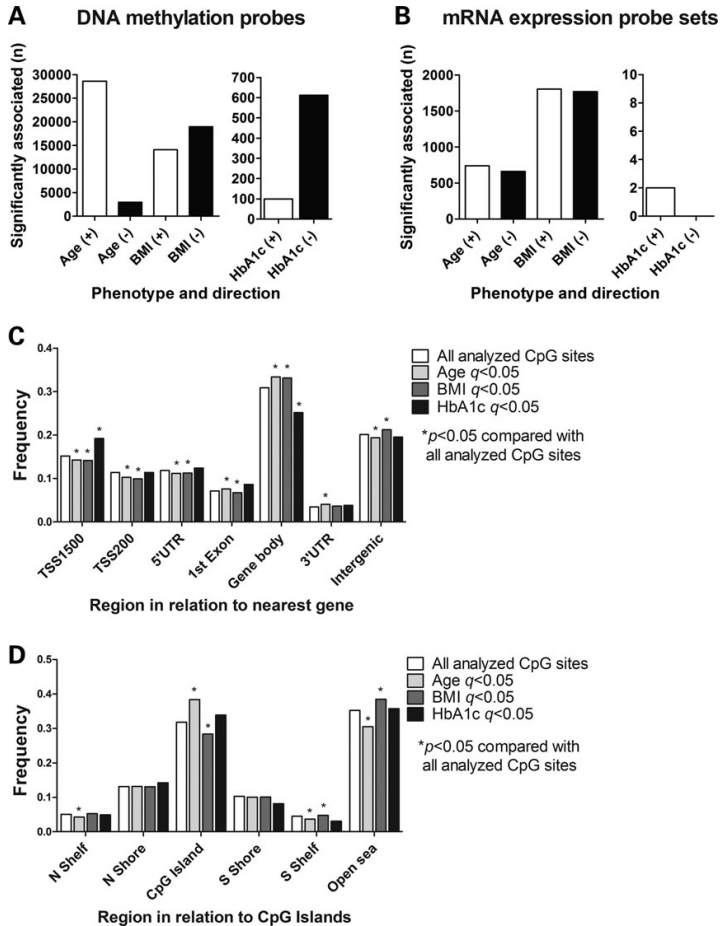 A
DNA methylation probes
B
mRNA expression probe sets
Significantly associated (n)
30000
25000
20000
15000
10000
5000
0
Age (+)
Age (-)
BMI (+)
BMI (-)
700
600
500
400
300
200
100
0
HbA1c (+)
HbA1c (-)
Phenotype and direction
Significantly associated (n)
2000
1500
1000
500
0
Age (+)
Age (-)
BMI (+)
BMI (-)
10
8
6
4
2
0
HbA1c (+)
HbA1c (-)
Phenotype and direction
C
Frequency
0.4
0.3
0.2
0.1
0.0
* * *
* *
* *
* *
* * *
*
* *
TSS1500
TSS200
5'UTR
1st Exon
Gene body
3'UTR
Intergenic
Region in relation to nearest gene
All analyzed CpG sites
Age q<0.05
BMI q<0.05
HbA1c q<0.05
*p<0.05 compared with
all analyzed CpG sites
D
Frequency
0.5
0.4
0.3
0.2
0.1
0.0
*
* *
* *
* *
N Shelf
N Shore
CpG Island
S Shore
S Shelf
Open sea
Region in relation to CpG Islands
All analyzed CpG sites
Age q<0.05
BMI q<0.05
HbA1c q<0.05
*p<0.05 compared with
all analyzed CpG sites